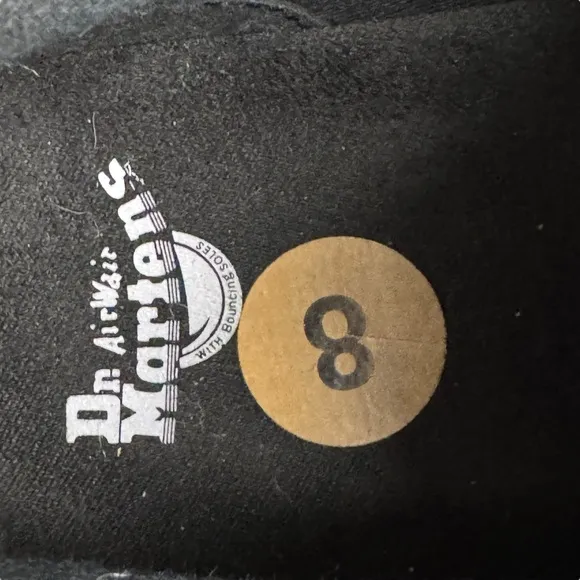 Dr. AirWair
Martens
WITH Bouncing SOLES
8